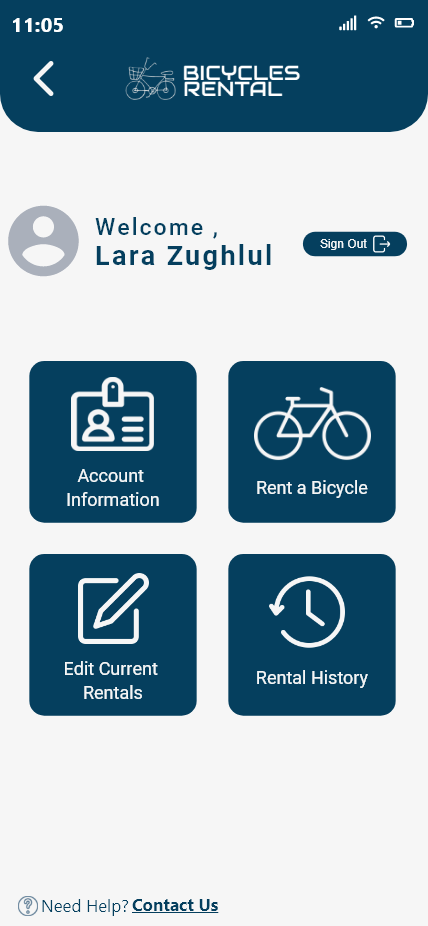 11:05
BICYCLES
RENTAL
Welcome ,
Lara Zughlul
Sign Out
Account
Information
Rent a Bicycle
Edit Current
Rentals
Rental History
Need Help? Contact Us